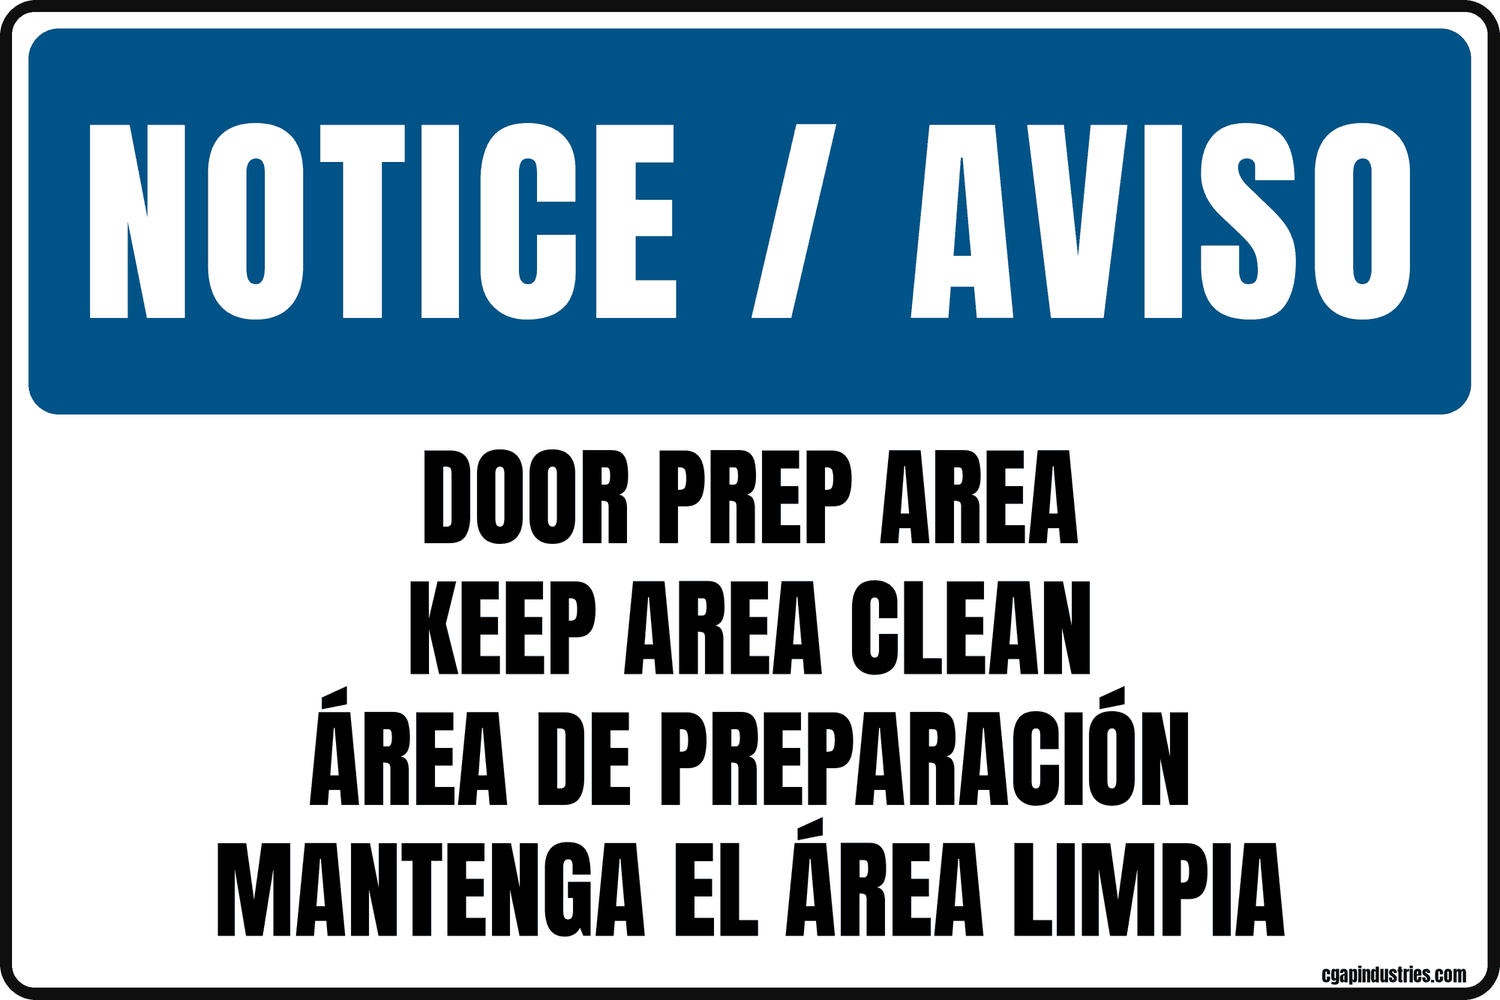 NOTICE / AVISO
DOOR PREP AREA
KEEP AREA CLEAN
ÁREA DE PREPARACIÓN
MANTENGA EL ÁREA LIMPIA
cgapindustries.com